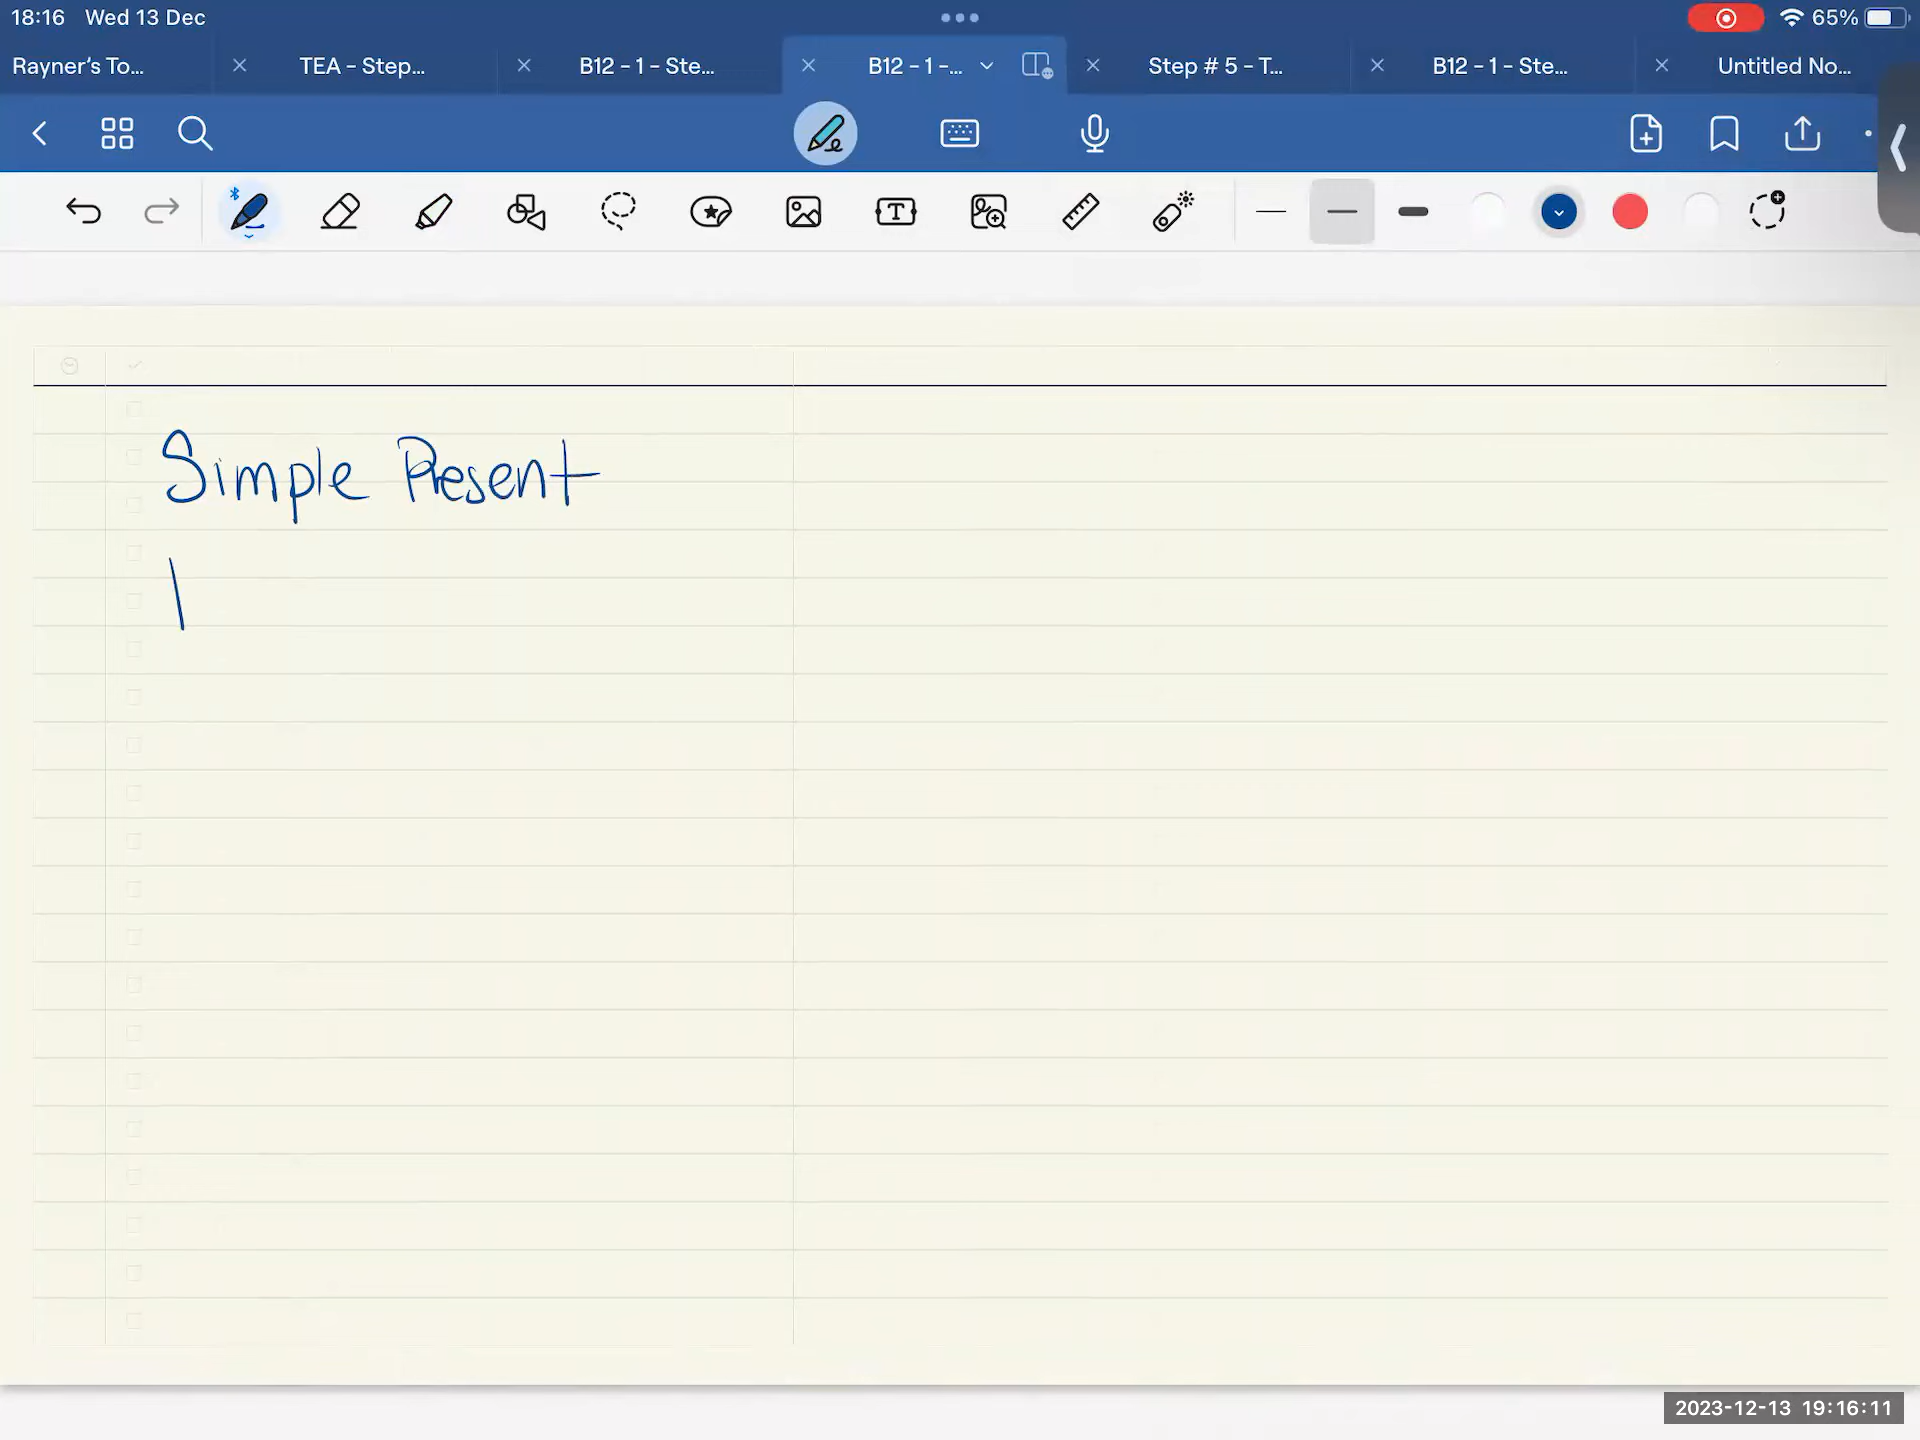 18:16 Wed 13 Dec 65%
Rayner's To... TEA - Step... B12 - 1 - Ste... B12 - 1 -... Step # 5 - T... B12 - 1 - Ste... Untitled No...
Simple Present
2023-12-13 19:16:11